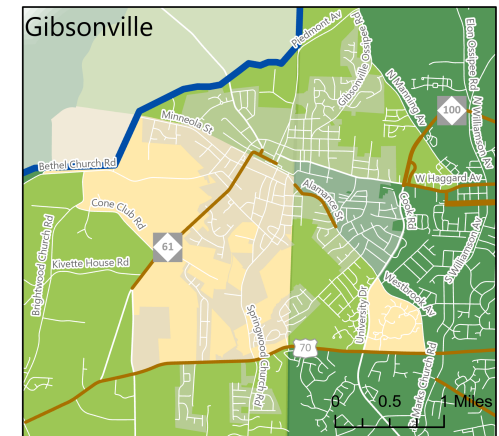 Gibsonville
Piedmont Av
Gibsonville Ossipee Rd
N Manning Av
Elon Ossipee Rd
N Williamson Av
100
Minneola St
Bethel Church Rd
W Haggard Av
Alamance St
Cook Rd
Cone Club Rd
61
Brightwood Church Rd
Kivette House Rd
S Williamson Av
Westbrook Av
University Dr
Springwood Church Rd
70
St Marks Church Rd
0 0.5 1 Miles